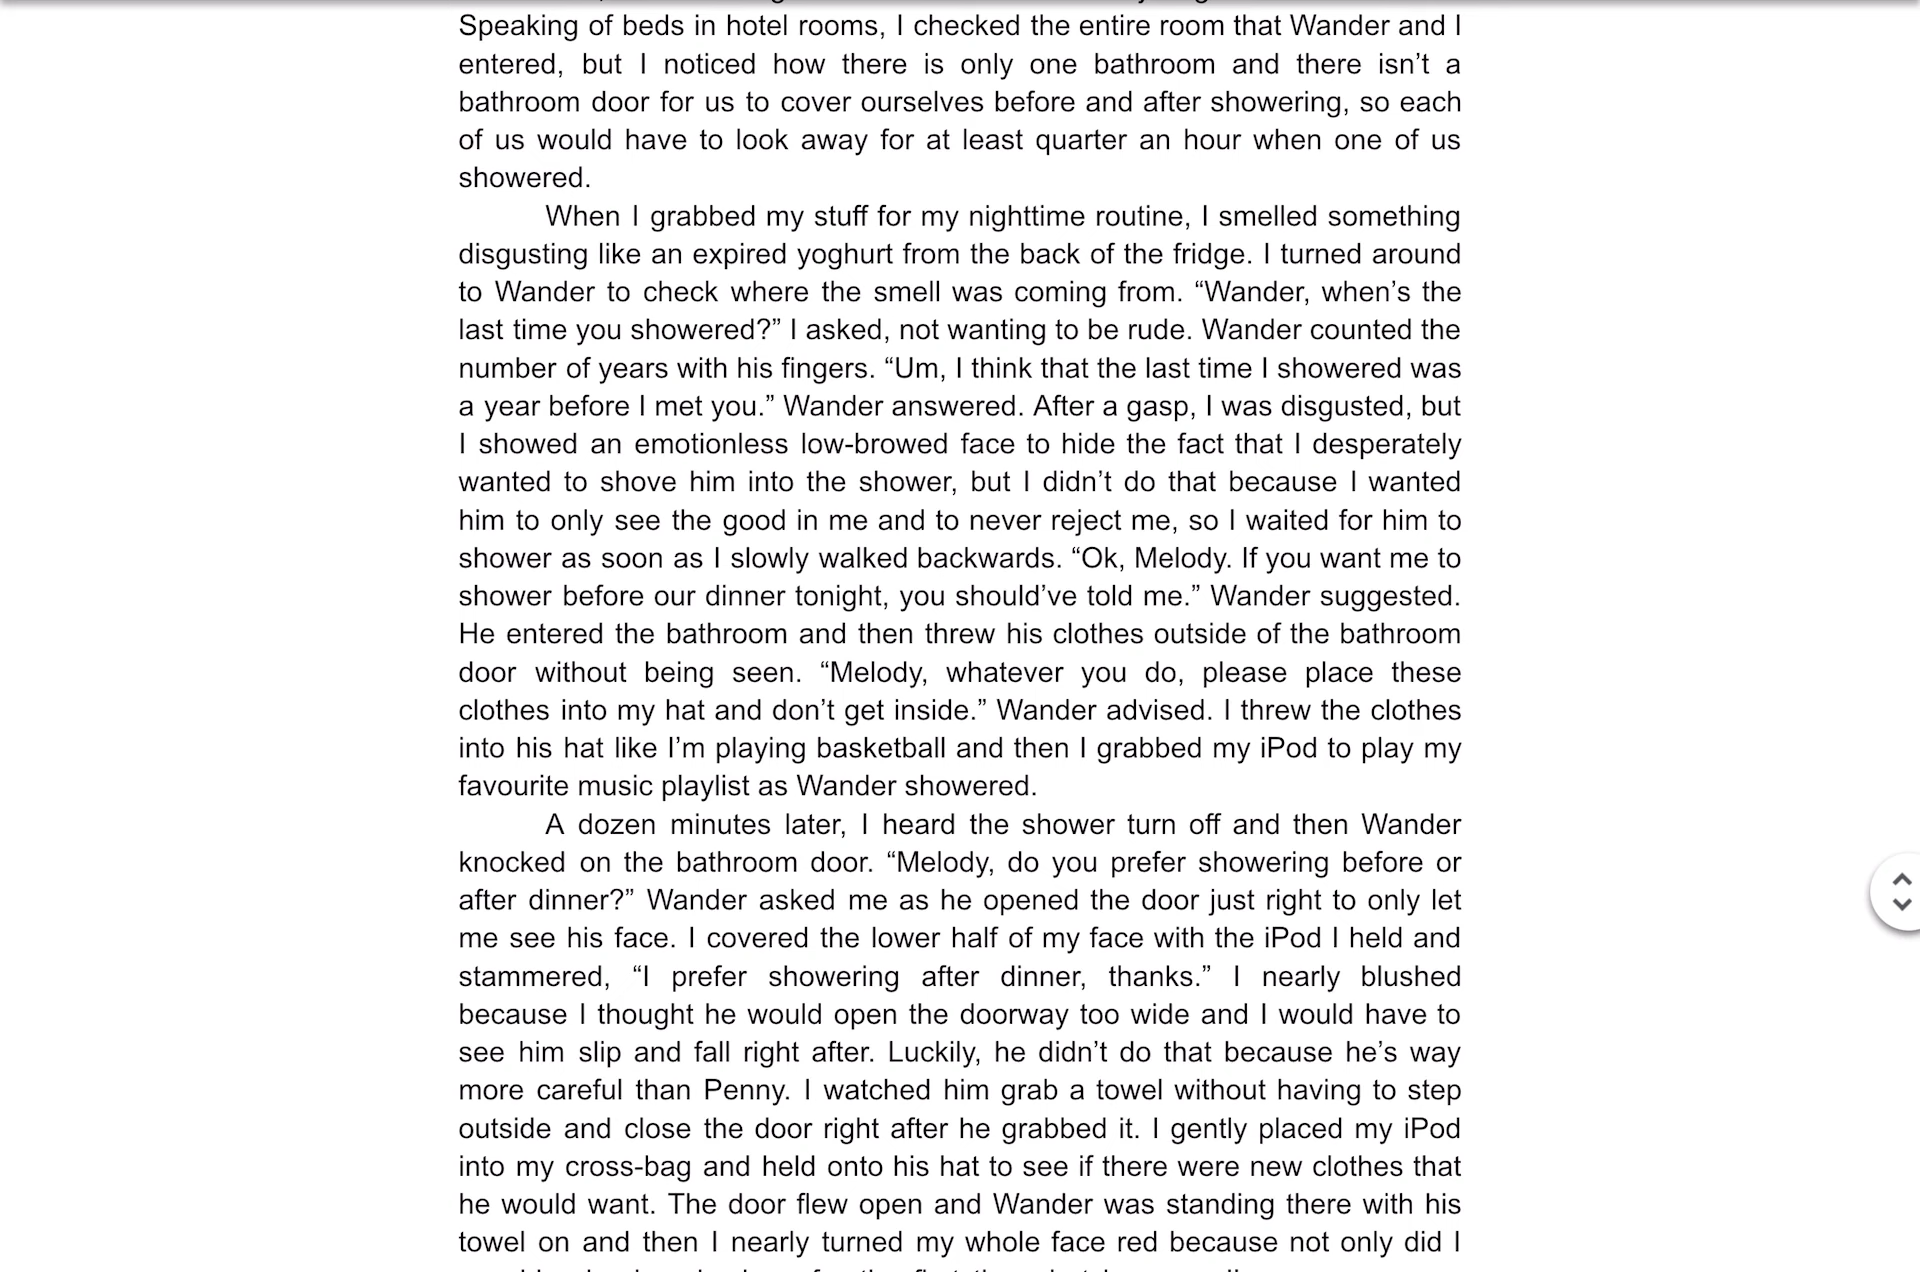 Speaking of beds in hotel rooms, I checked the entire room that Wander and I
entered, but I noticed how there is only one bathroom and there isn’t a
bathroom door for us to cover ourselves before and after showering, so each
of us would have to look away for at least quarter an hour when one of us
showered.
When I grabbed my stuff for my nighttime routine, I smelled something
disgusting like an expired yoghurt from the back of the fridge. I turned around
to Wander to check where the smell was coming from. “Wander, when’s the
last time you showered?” I asked, not wanting to be rude. Wander counted the
number of years with his fingers. “Um, I think that the last time I showered was
a year before I met you.” Wander answered. After a gasp, I was disgusted, but
I showed an emotionless low-browed face to hide the fact that I desperately
wanted to shove him into the shower, but I didn’t do that because I wanted
him to only see the good in me and to never reject me, so I waited for him to
shower as soon as I slowly walked backwards. “Ok, Melody. If you want me to
shower before our dinner tonight, you should’ve told me.” Wander suggested.
He entered the bathroom and then threw his clothes outside of the bathroom
door without being seen. “Melody, whatever you do, please place these
clothes into my hat and don’t get inside.” Wander advised. I threw the clothes
into his hat like I’m playing basketball and then I grabbed my iPod to play my
favourite music playlist as Wander showered.
A dozen minutes later, I heard the shower turn off and then Wander
knocked on the bathroom door. “Melody, do you prefer showering before or
after dinner?” Wander asked me as he opened the door just right to only let
me see his face. I covered the lower half of my face with the iPod I held and
stammered, “I prefer showering after dinner, thanks.” I nearly blushed
because I thought he would open the doorway too wide and I would have to
see him slip and fall right after. Luckily, he didn’t do that because he’s way
more careful than Penny. I watched him grab a towel without having to step
outside and close the door right after he grabbed it. I gently placed my iPod
into my cross-bag and held onto his hat to see if there were new clothes that
he would want. The door flew open and Wander was standing there with his
towel on and then I nearly turned my whole face red because not only did I